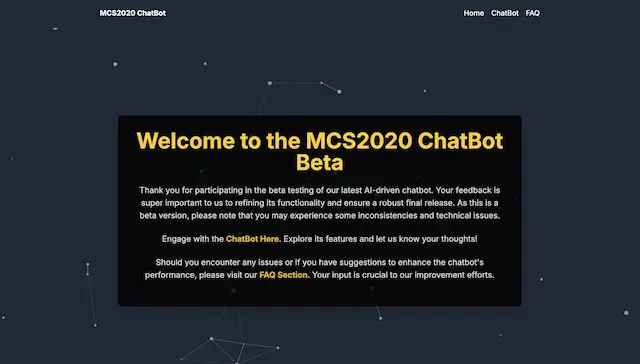 MCS2020 ChatBot
Home ChatBot FAQ
Welcome to the MCS2020 ChatBot
Beta
Thank you for participating in the beta testing of our latest AI-driven chatbot. Your feedback is
super important to us to refining its functionality and ensure a robust final release. As this is a
beta version, please note that you may experience some inconsistencies and technical issues.
Engage with the ChatBot Here. Explore its features and let us know your thoughts!
Should you encounter any issues or if you have suggestions to enhance the chatbot's
performance, please visit our FAQ Section. Your input is crucial to our improvement efforts.